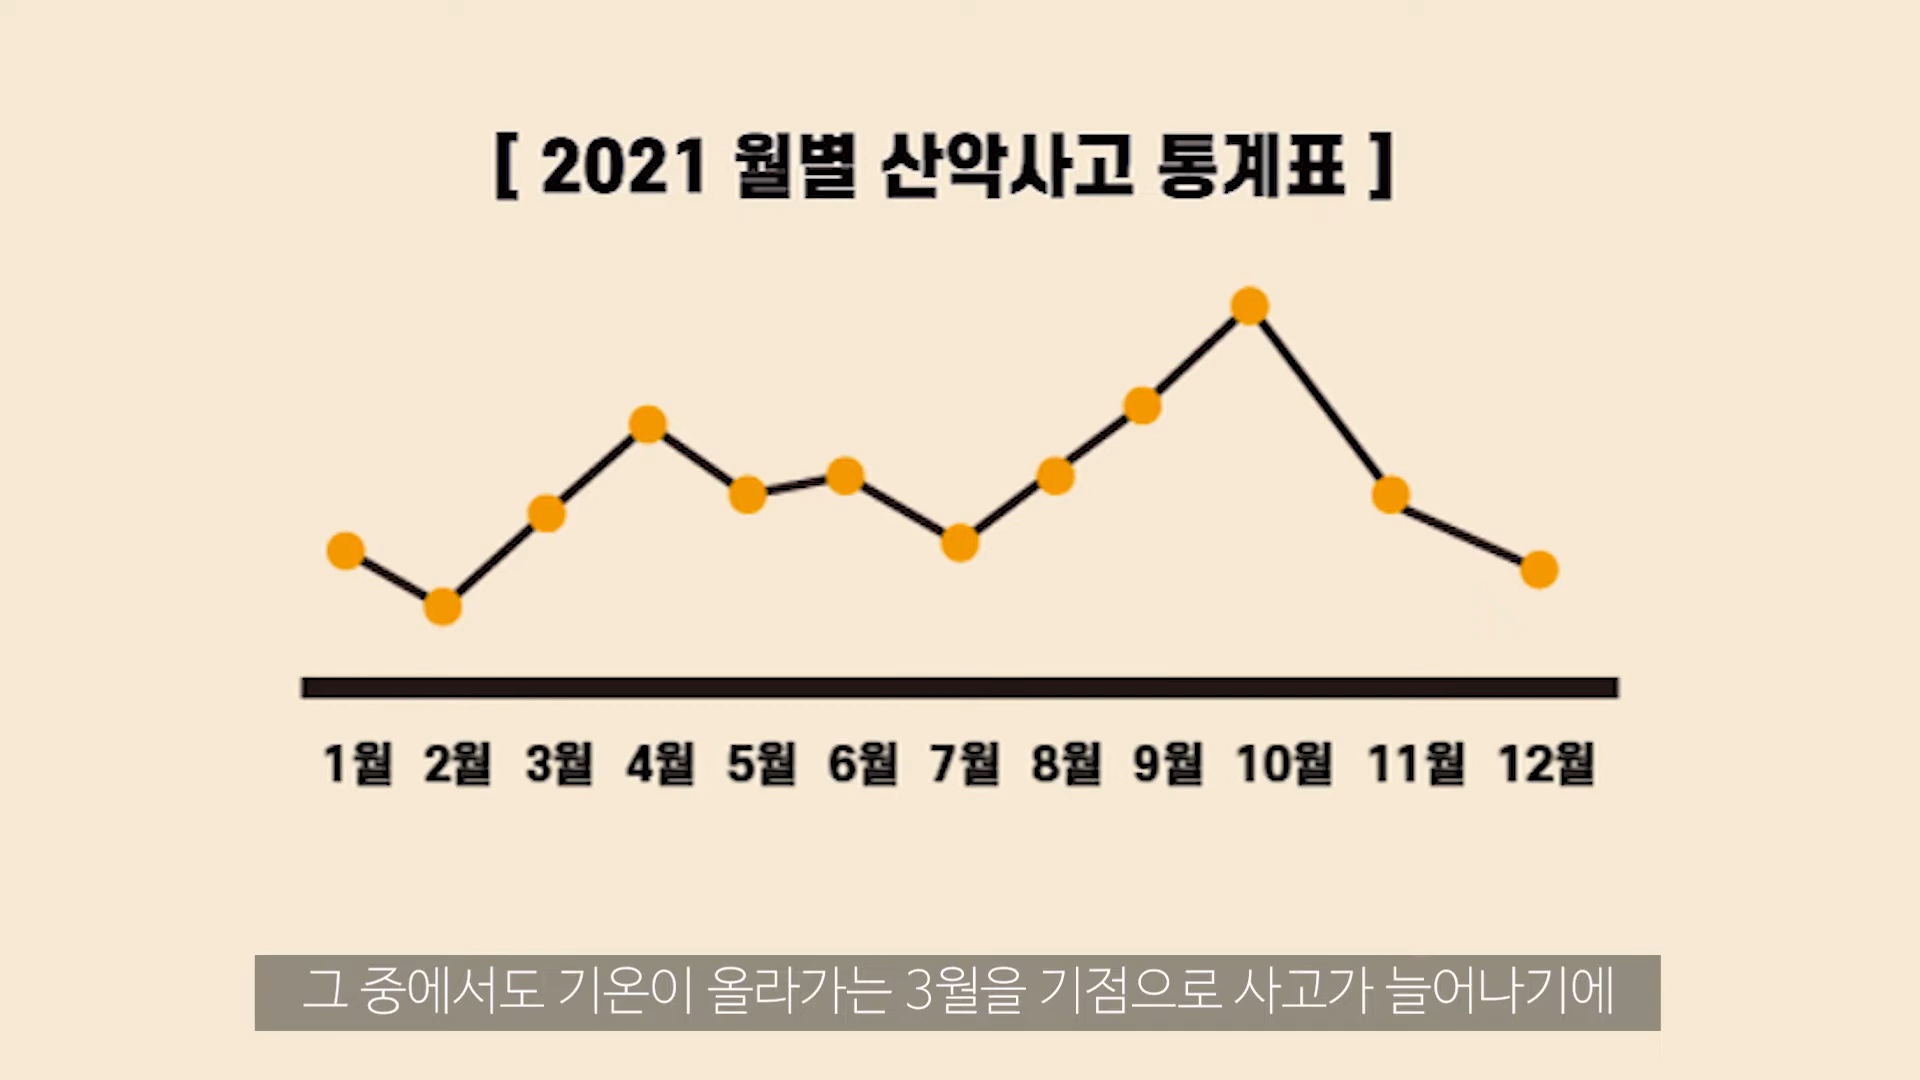 [ 2021 월별 산악사고 통계표 ]
1월 2월 3월 4월 5월 6월 7월 8월 9월 10월 11월 12월
그 중에서도 기온이 올라가는 3월을 기점으로 사고가 늘어나기에